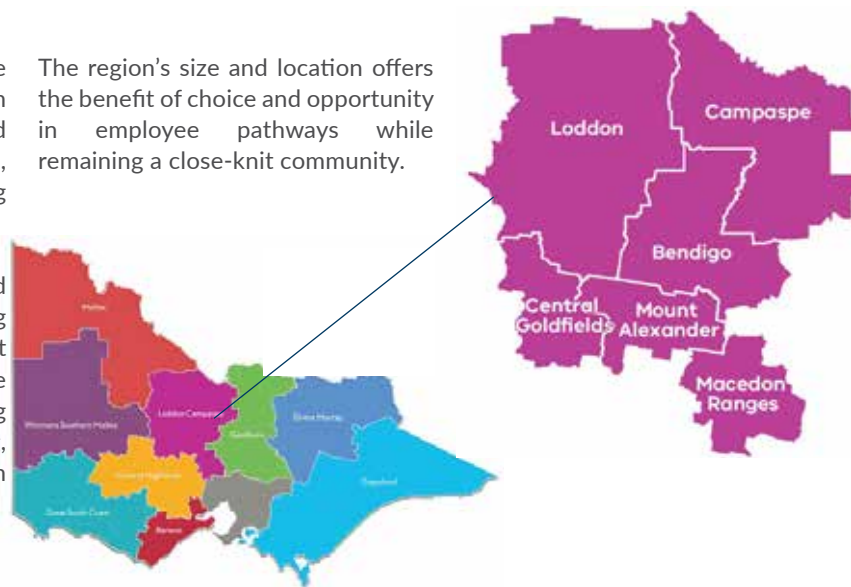 The region's size and location offers
the benefit of choice and opportunity
in employee pathways while
remaining a close-knit community.
Loddon
Campaspe
Bendigo
Central
Goldfields
Mount
Alexander
Macedon
Ranges
Mallee
Loddon Campaspe
Wimmera Southern Mallee
Goulburn
Ovens Murray
Central Highlands
Gippsland
Great South Coast
Barwon